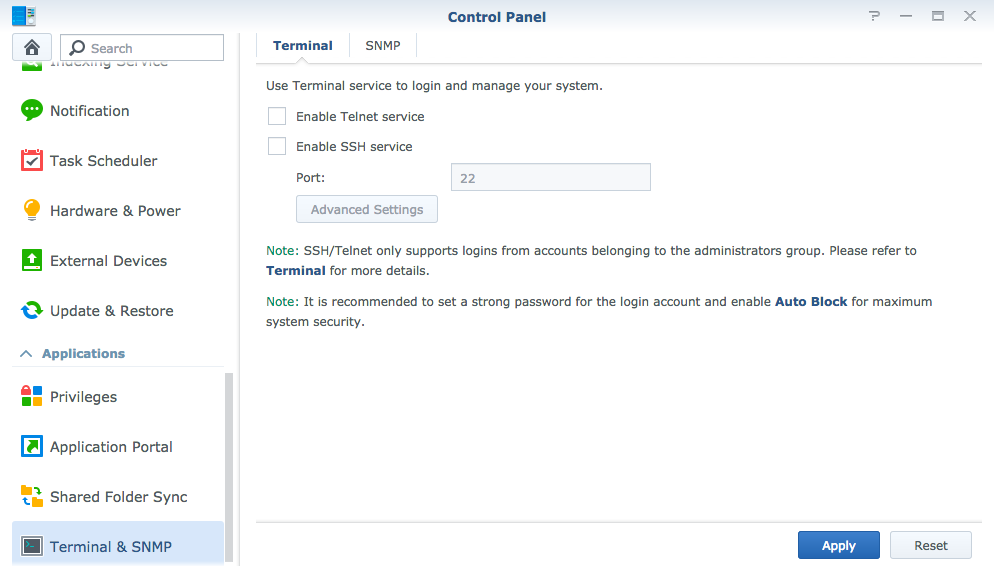 Control Panel
Search
Indexing Service
Notification
Task Scheduler
Hardware & Power
External Devices
Update & Restore
Applications
Privileges
Application Portal
Shared Folder Sync
Terminal & SNMP
Terminal
SNMP
Use Terminal service to login and manage your system.
Enable Telnet service
Enable SSH service
Port:
22
Advanced Settings
Note: SSH/Telnet only supports logins from accounts belonging to the administrators group. Please refer to
Terminal for more details.
Note: It is recommended to set a strong password for the login account and enable Auto Block for maximum
system security.
Apply
Reset